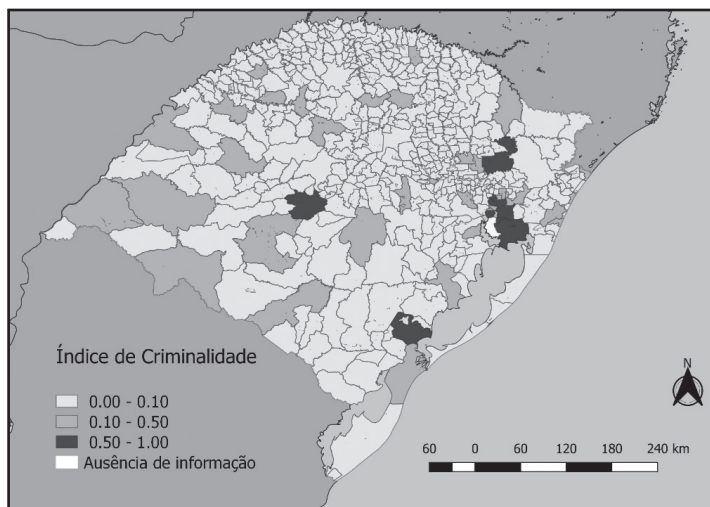 Índice de Criminalidade
0.00 - 0.10
0.10 - 0.50
0.50 - 1.00
Ausência de informação
N
60 0 60 120 180 240 km